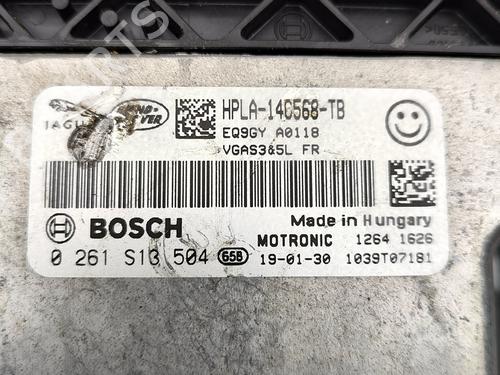 HPLA-14C568-TB
EQ9GY A0118
VGAS3&5L FR
JAGU
BOSCH
Made in Hungary
MOTRONIC 1264 1626
0 261 S13 504 65B 19-01-30 1039T07181